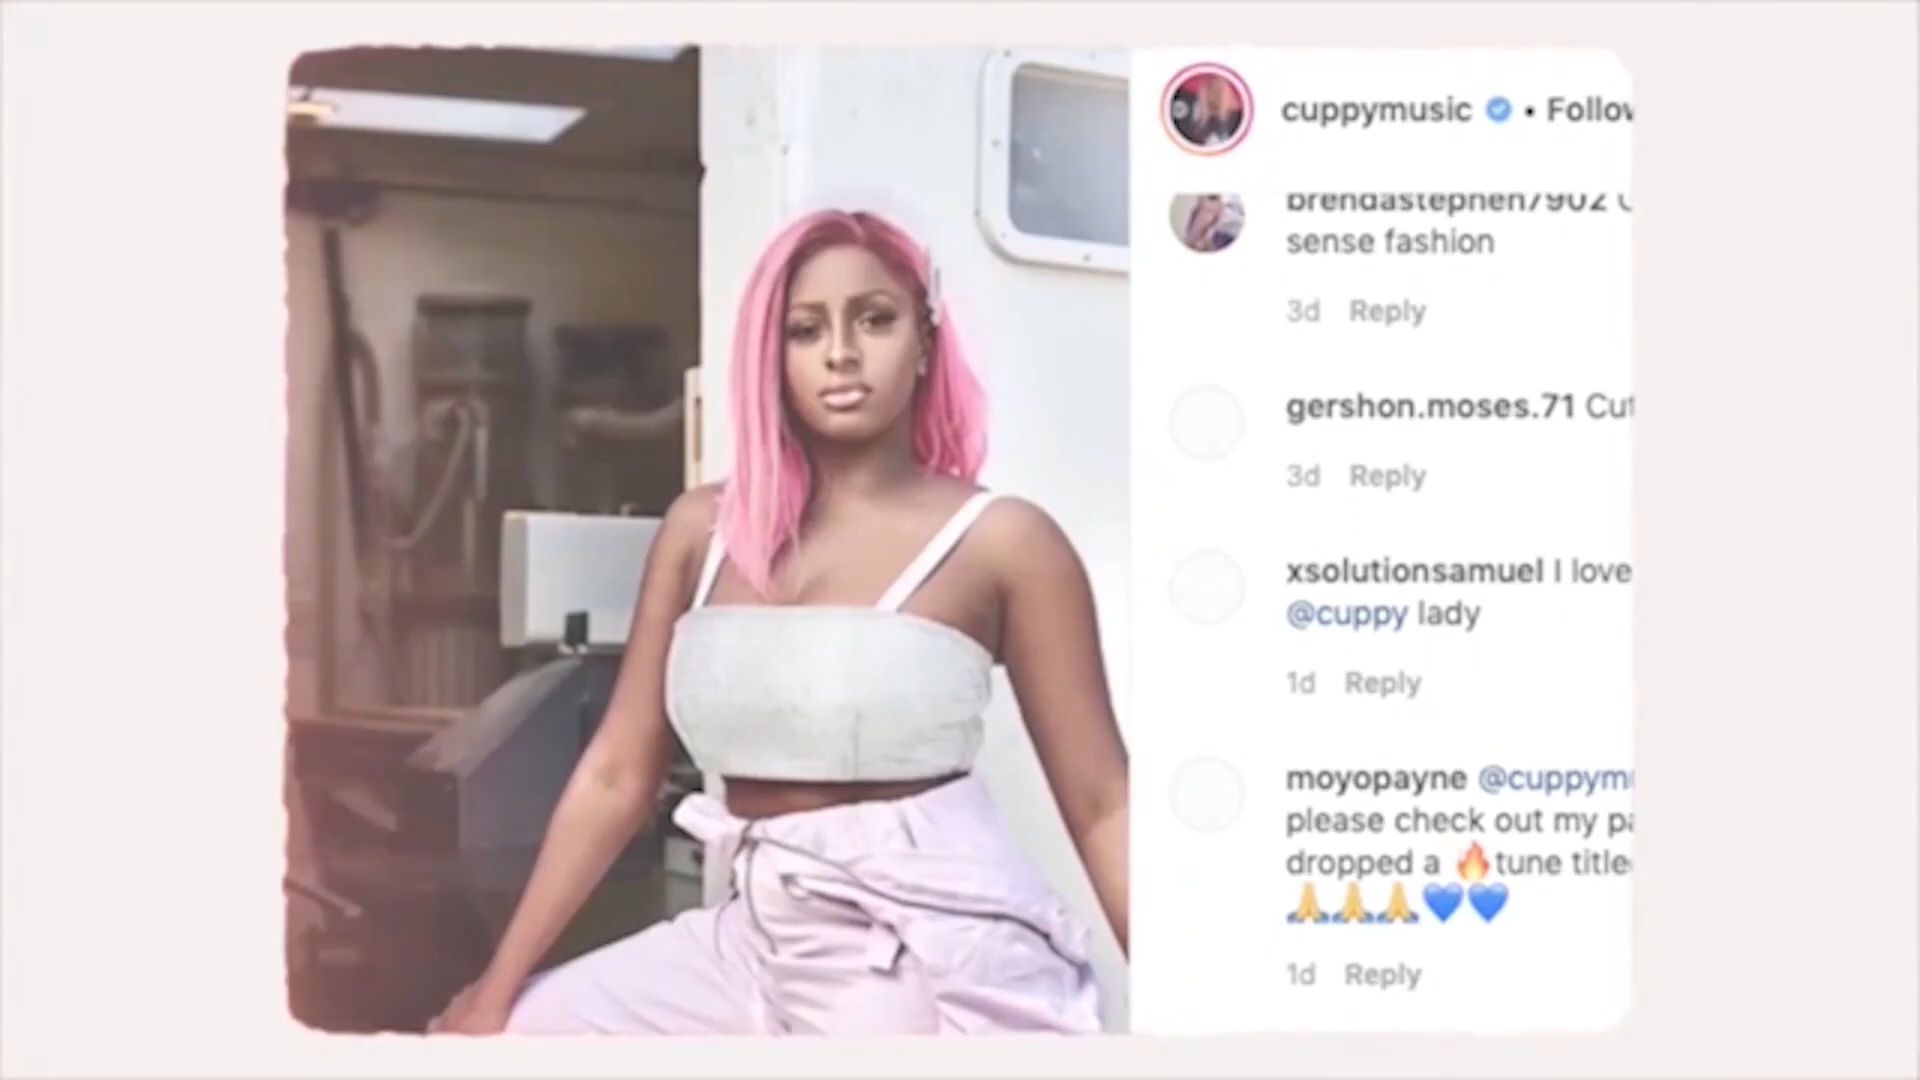 cuppymusic • Follow
brendastephen7902
sense fashion
3d Reply
gershon.moses.71
3d Reply
xsolutionsamuel I love
@cuppy lady
1d Reply
moyopayne
please check out my
dropped a 🔥tune
🙏🙏🙏💙💙
1d Reply